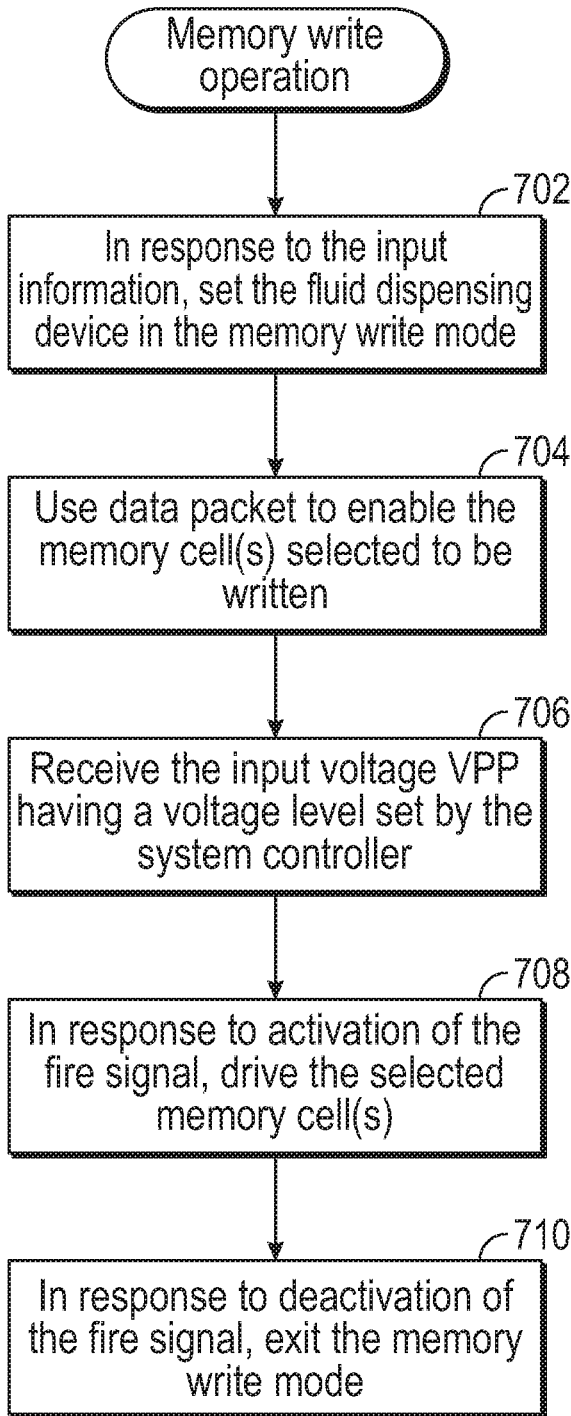 Memory write
operation
702
In response to the input
information, set the fluid dispensing
device in the memory write mode
704
Use data packet to enable the
memory cell(s) selected to be
written
706
Receive the input voltage VPP
having a voltage level set by the
system controller
708
In response to activation of the
fire signal, drive the selected
memory cell(s)
710
In response to deactivation of
the fire signal, exit the memory
write mode